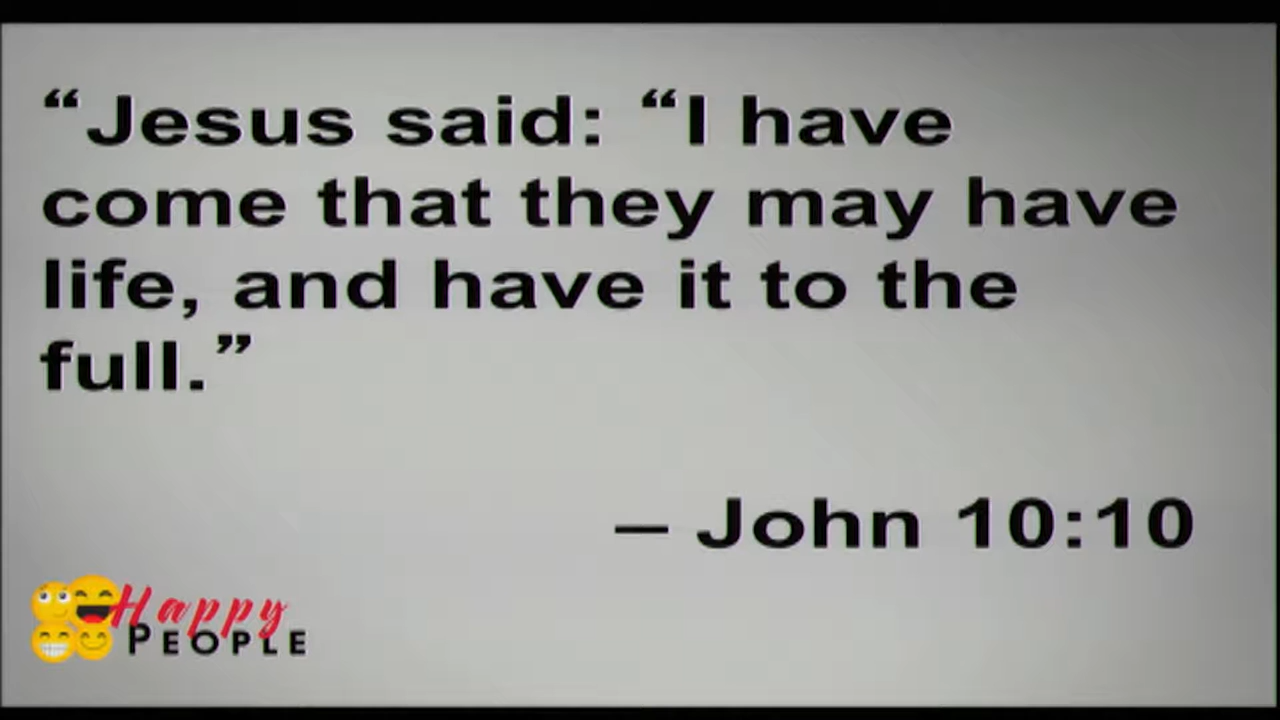 “Jesus said: “I have
come that they may have
life, and have it to the
full.”
– John 10:10
Happy
PEOPLE